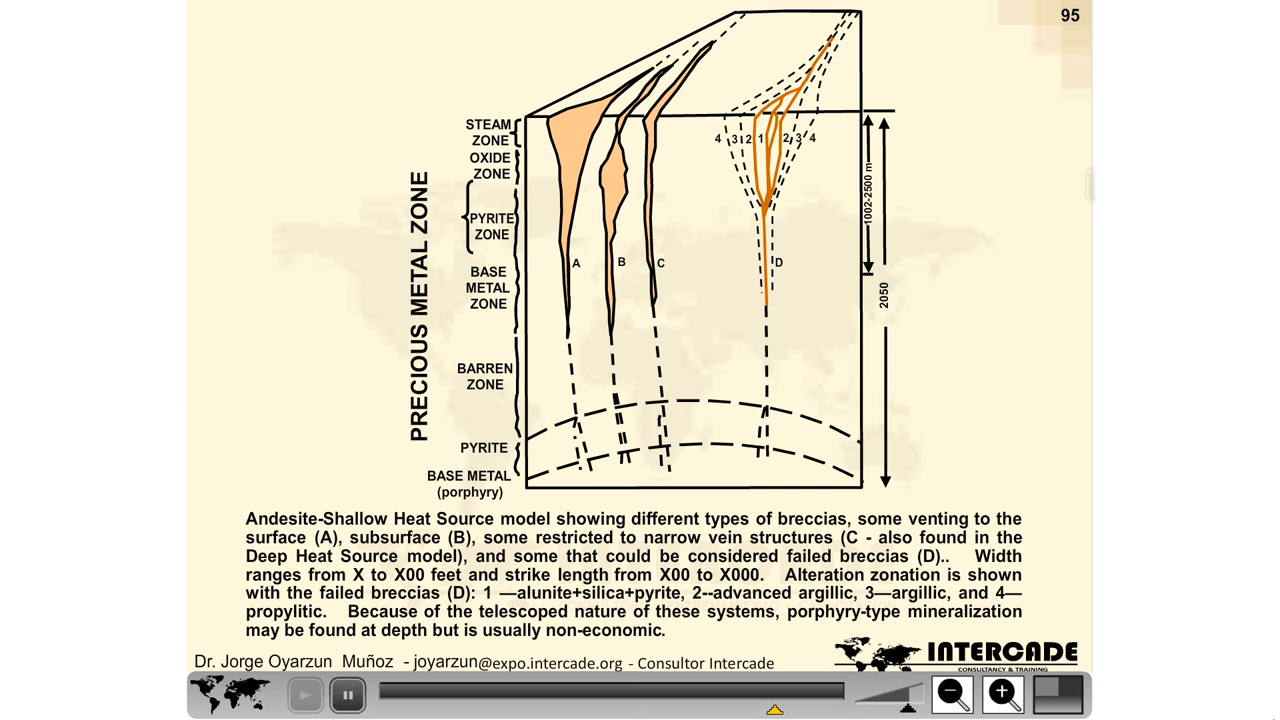 95
STEAM
ZONE
OXIDE
ZONE
PYRITE
ZONE
BASE
METAL
ZONE
BARREN
ZONE
PYRITE
BASE METAL
(porphyry)
PRECIOUS METAL ZONE
A
B
C
D
4 3 2 1 2 3 4
1002-2500 m
2050
Andesite-Shallow Heat Source model showing different types of breccias, some venting to the
surface (A), subsurface (B), some restricted to narrow vein structures (C - also found in the
Deep Heat Source model), and some that could be considered failed breccias (D).. Width
ranges from X to X00 feet and strike length from X00 to X000. Alteration zonation is shown
with the failed breccias (D): 1 —alunite+silica+pyrite, 2--advanced argillic, 3—argillic, and 4—
propylitic. Because of the telescoped nature of these systems, porphyry-type mineralization
may be found at depth but is usually non-economic.
Dr. Jorge Oyarzun Muñoz - joyarzun@expo.intercade.org - Consultor Intercade
INTERCADE
CONSULTANCY & TRAINING